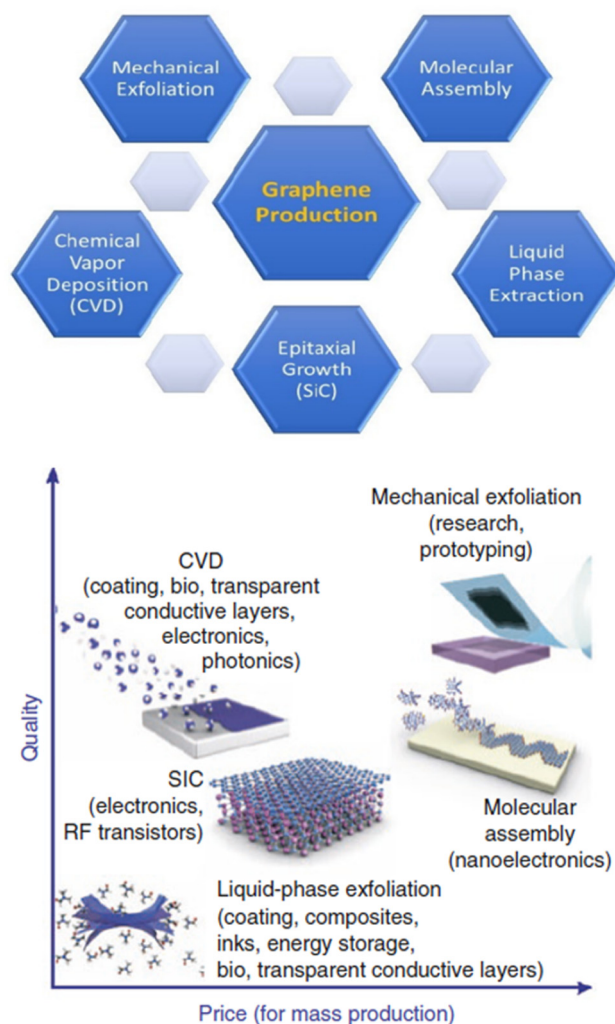 Mechanical
Exfoliation
Molecular
Assembly
Graphene
Production
Chemical
Vapor
Deposition
(CVD)
Liquid
Phase
Extraction
Epitaxial
Growth
(SiC)
Mechanical exfoliation
(research,
prototyping)
CVD
(coating, bio, transparent
conductive layers,
electronics,
photonics)
Quality
SIC
(electronics,
RF transistors)
Molecular
assembly
(nanoelectronics)
Liquid-phase exfoliation
(coating, composites,
inks, energy storage,
bio, transparent conductive layers)
Price (for mass production)